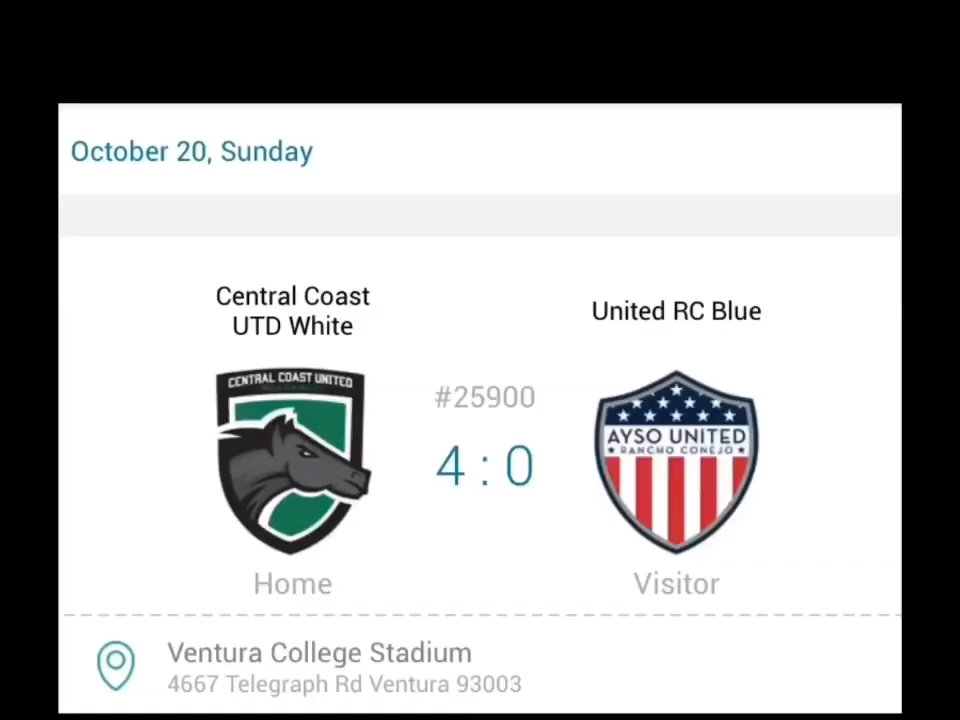 October 20, Sunday
Central Coast
UTD White
United RC Blue
CENTRAL COAST UNITED
#25900
4 : 0
AYSO UNITED
RANCHO CONEJO
Home
Visitor
Ventura College Stadium
4667 Telegraph Rd Ventura 93003